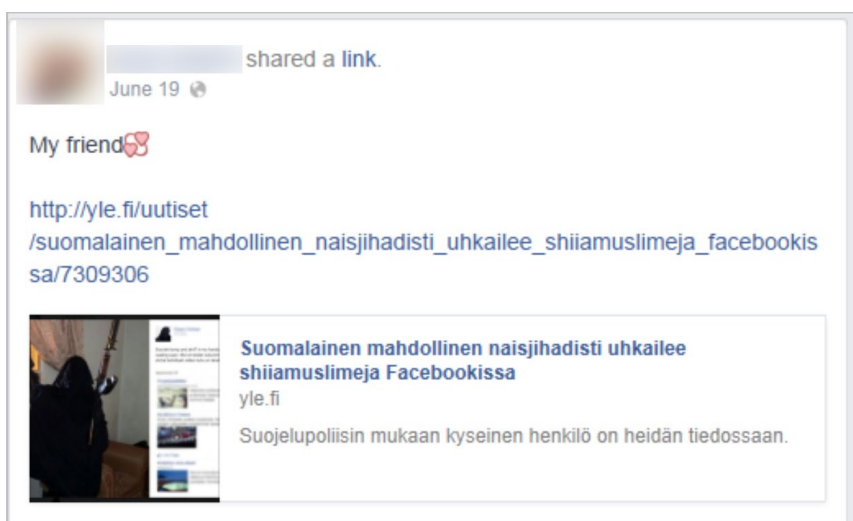 shared a link.
June 19
My friend
http://yle.fi/uutiset
/suomalainen_mahdollinen_naisjihadisti_uhkailee_shiiamuslimeja_facebookis
sa/7309306
Suomalainen mahdollinen naisjihadisti uhkailee
shiiamuslimeja Facebookissa
yle.fi
Suojelupoliisin mukaan kyseinen henkilö on heidän tiedossaan.